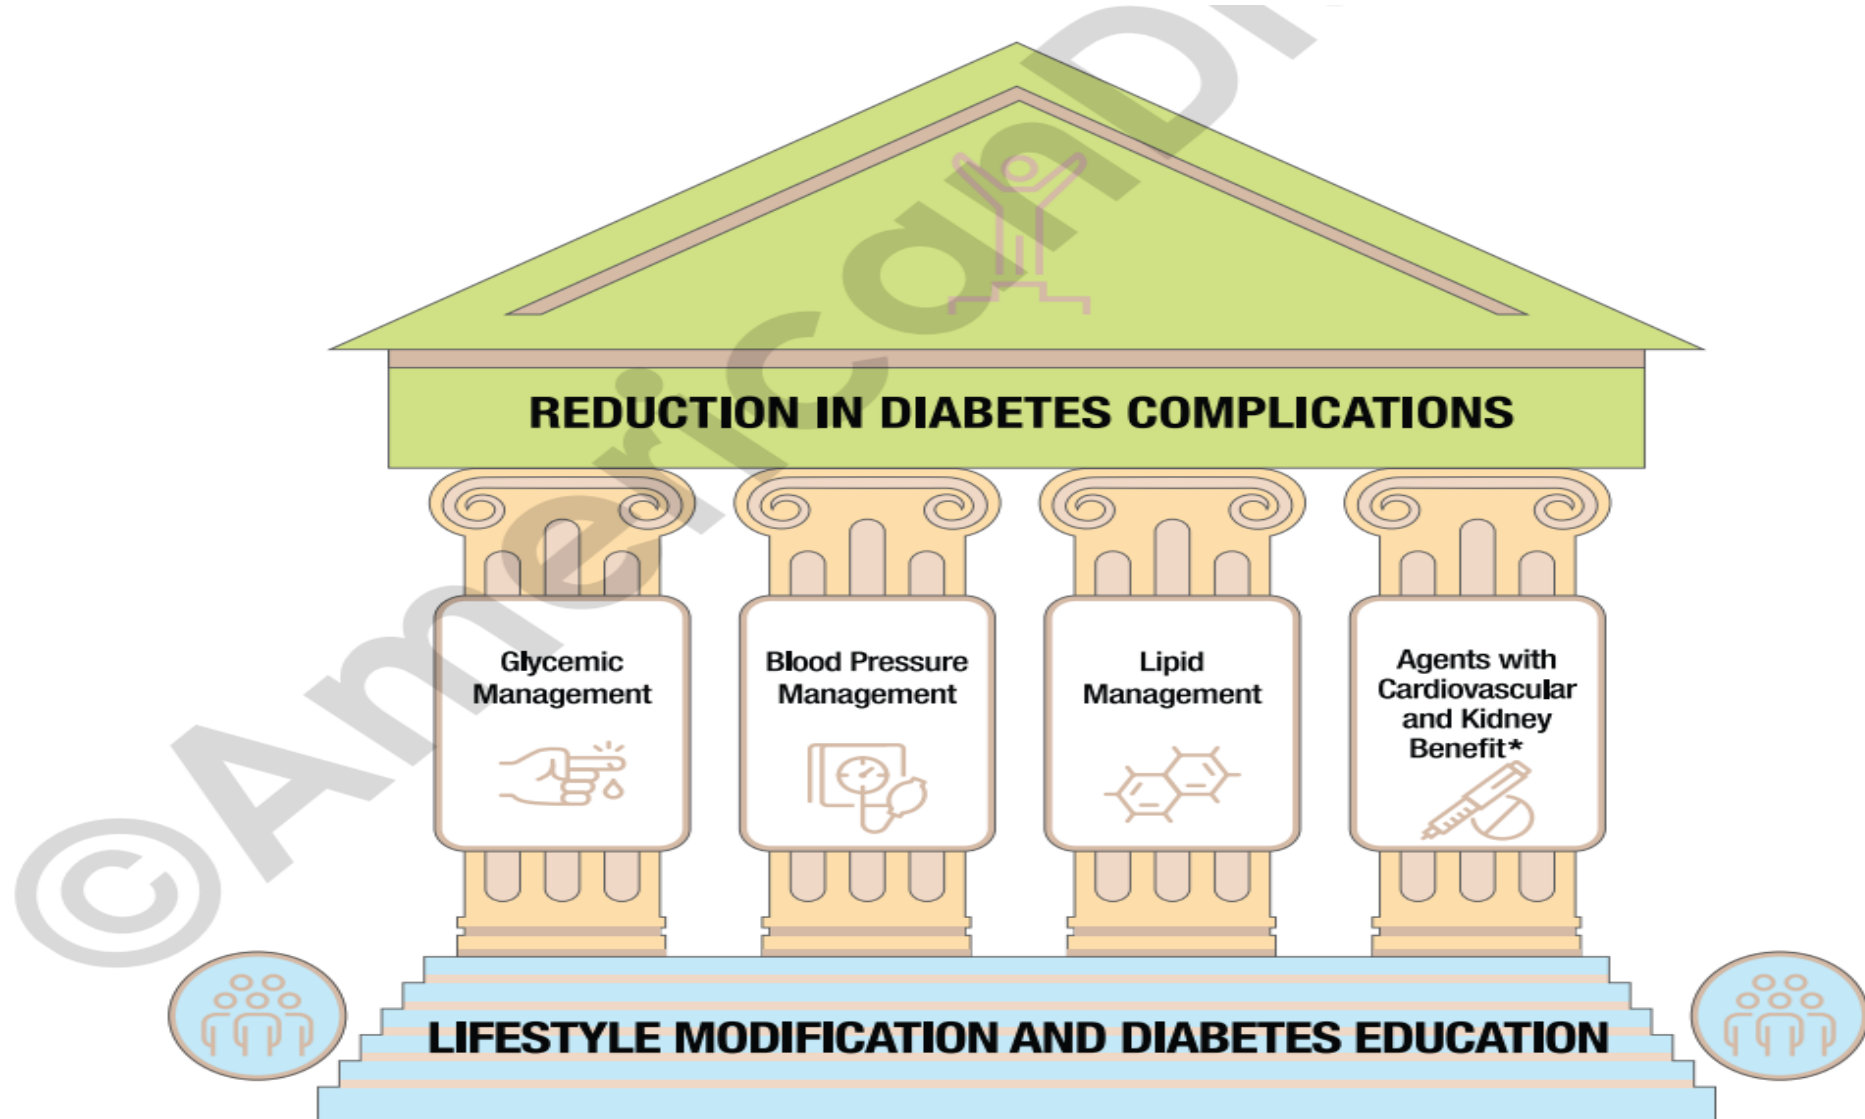 ©AmericanDi
REDUCTION IN DIABETES COMPLICATIONS
Glycemic
Management
Blood Pressure
Management
Lipid
Management
Agents with
Cardiovascular
and Kidney
Benefit*
LIFESTYLE MODIFICATION AND DIABETES EDUCATION